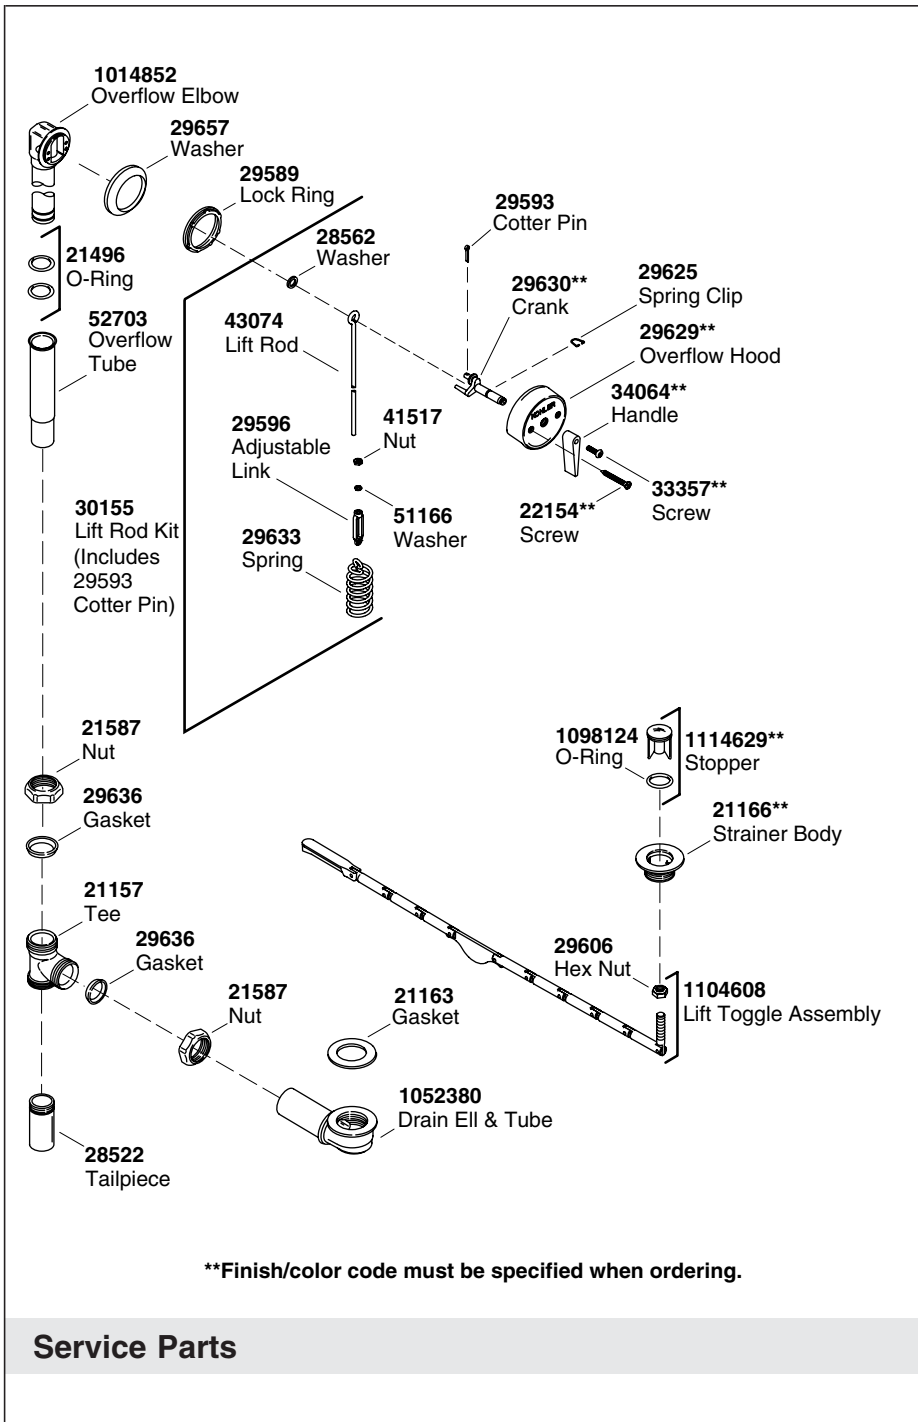 1014852
Overflow Elbow
29657
Washer
29589
Lock Ring
29593
Cotter Pin
28562
Washer
21496
O-Ring
29630**
Crank
29625
Spring Clip
43074
Lift Rod
52703
Overflow
Tube
29629**
Overflow Hood
34064**
Handle
KOHLER
29596
Adjustable
Link
41517
Nut
30155
Lift Rod Kit
(Includes
29593
Cotter Pin)
29633
Spring
51166
Washer
22154**
Screw
33357**
Screw
21587
Nut
1098124
O-Ring
1114629**
Stopper
29636
Gasket
21166**
Strainer Body
21157
Tee
29636
Gasket
29606
Hex Nut
21587
Nut
21163
Gasket
1104608
Lift Toggle Assembly
1052380
Drain Ell & Tube
28522
Tailpiece
**Finish/color code must be specified when ordering.
Service Parts